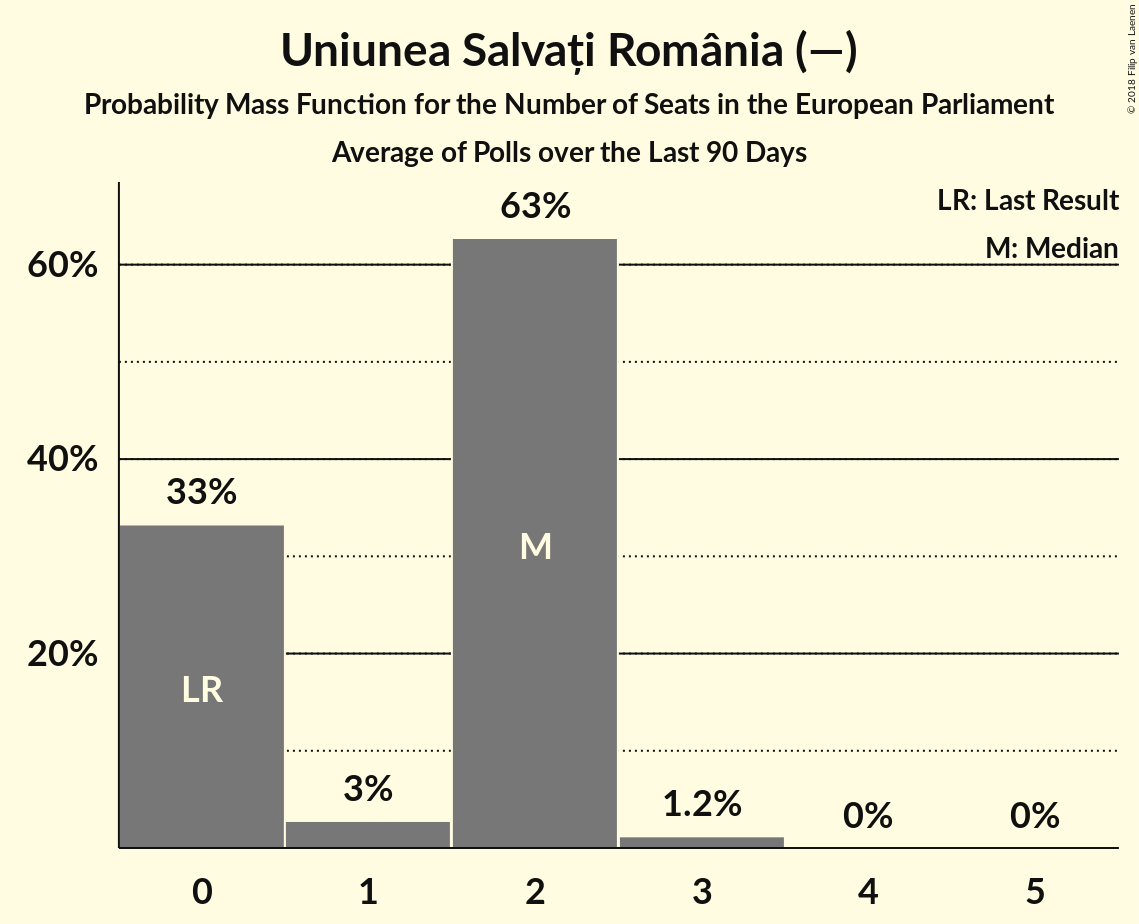 Uniunea Salvați România (—)
Probability Mass Function for the Number of Seats in the European Parliament
Average of Polls over the Last 90 Days
© 2018 Filip van Laenen
LR: Last Result
M: Median
63%
60%
40%
33%
M
20%
LR
3%
1.2%
0%
0%
0
1
2
3
4
5